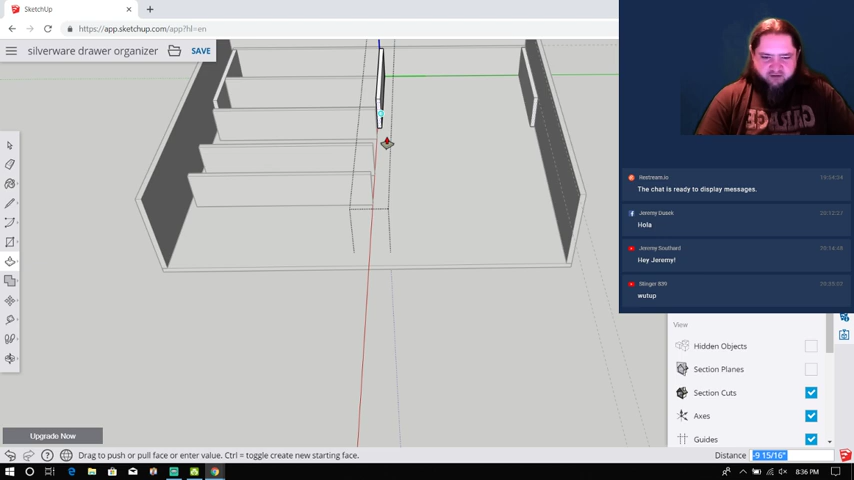 SketchUp
https://app.sketchup.com/app?hl=en
silverware drawer organizer
SAVE
Restream.io
19:54:34
The chat is ready to display messages.
Jeremy Dusek
Hola
Jeremy Southard
Hey Jeremy!
wutup
View
Hidden Objects
Section Planes
Section Cuts
Axes
Guides
Upgrade Now
Drag to push or pull face or enter value. Ctrl = toggle create new starting face.
Distance
-9 15/16"
8:36 PM